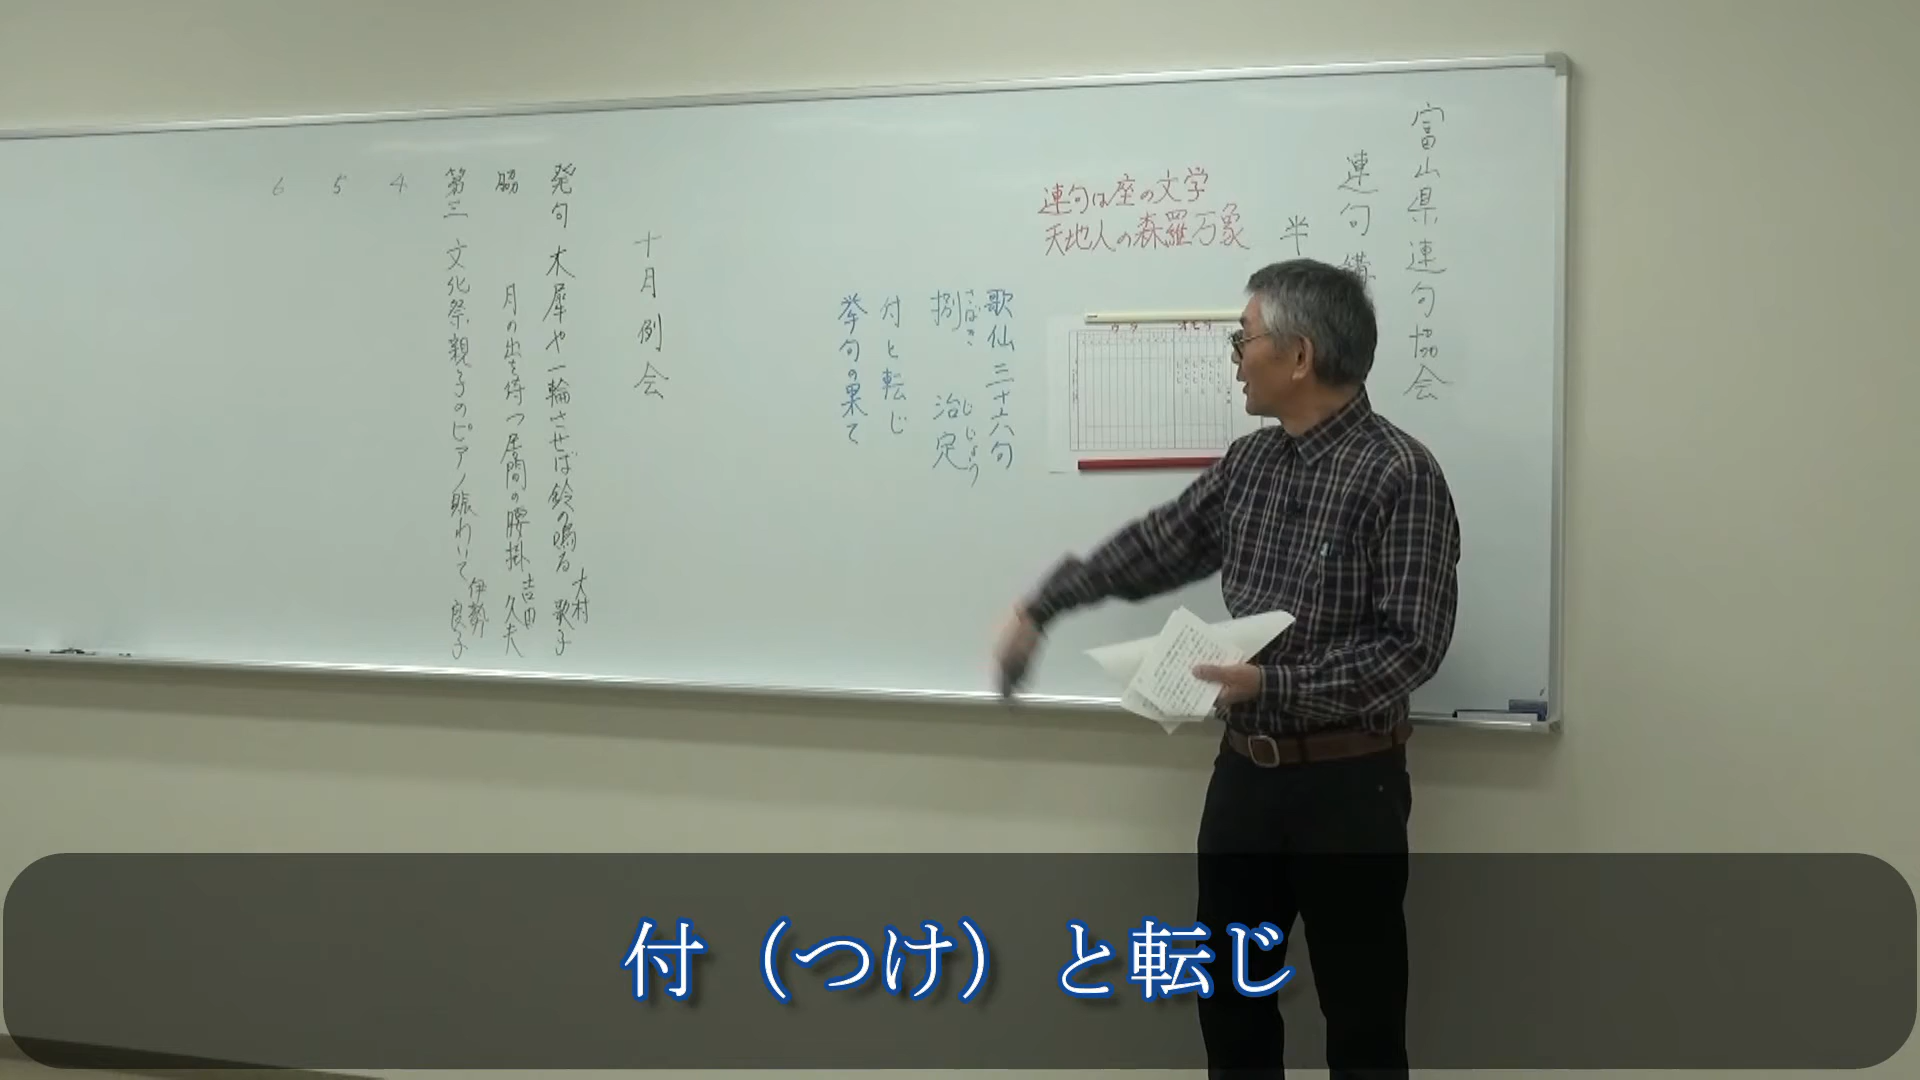 富山県連句協会
連句講
半
連句は座の文学
天地人の森羅万象
歌仙三十六句
さばき じじょう
捌 治定
付と転じ
挙句の果て
十月例会
発句 木犀や一輪させば鈴の鳴る 大村 歌子
脇 月の出を待つ居間の腰掛 吉田 久夫
第三 文化祭親子のピアノ賑わいて 伊勢 良子
4
5
6
付（つけ）と転じ